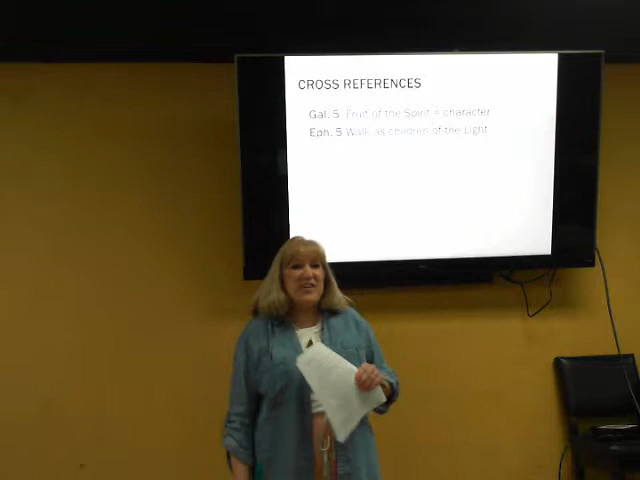 CROSS REFERENCES
Gal. 5 Fruit of the Spirit = character
Eph. 5 Walk as children of the Light